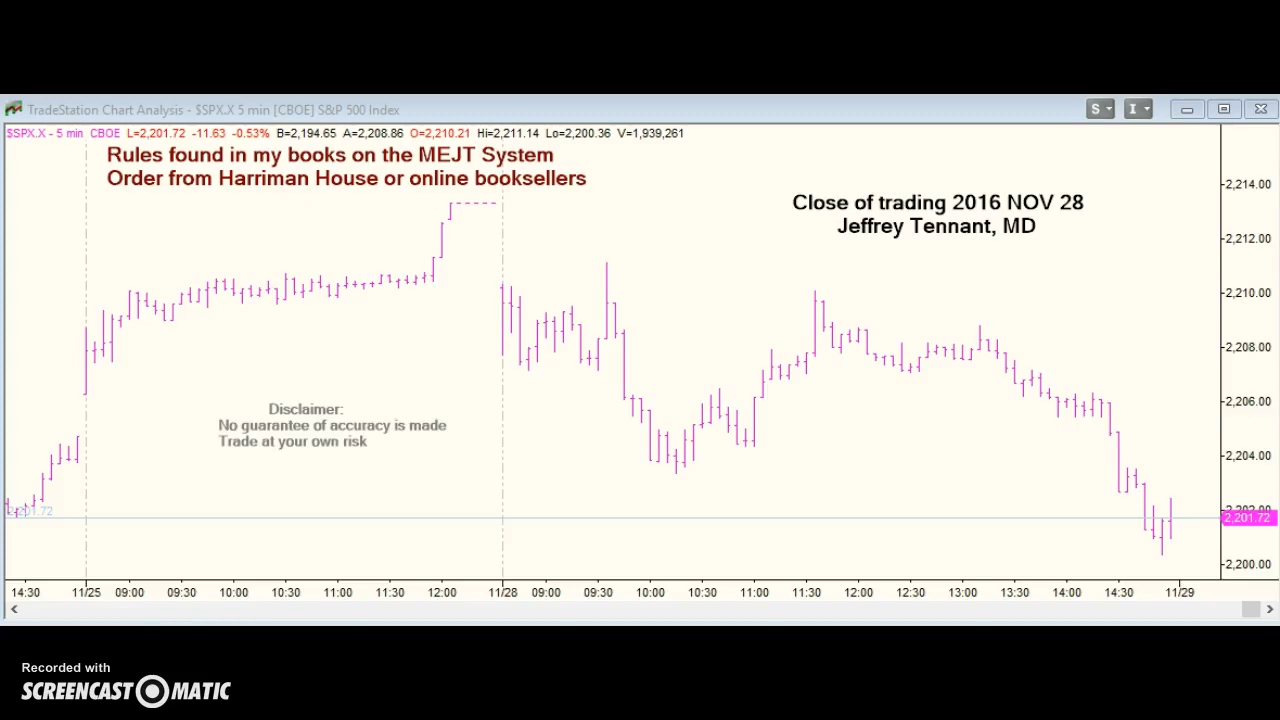 TradeStation Chart Analysis - $SPX.X 5 min [CBOE] S&P 500 Index
S I
$SPX.X - 5 min CBOE L=2,201.72 -11.63 -0.53% B=2,194.65 A=2,208.86 O=2,210.21 Hi=2,211.14 Lo=2,200.36 V=1,939,261
Rules found in my books on the MEJT System
Order from Harriman House or online booksellers
Close of trading 2016 NOV 28
Jeffrey Tennant, MD
2,214.00
2,212.00
2,210.00
2,208.00
2,206.00
2,204.00
2,202.00
2,201.72
2,200.00
Disclaimer:
No guarantee of accuracy is made
Trade at your own risk
2,201.72
14:30 11/25 09:00 09:30 10:00 10:30 11:00 11:30 12:00 11/28 09:00 09:30 10:00 10:30 11:00 11:30 12:00 12:30 13:00 13:30 14:00 14:30 11/29
Recorded with
SCREENCAST MATIC